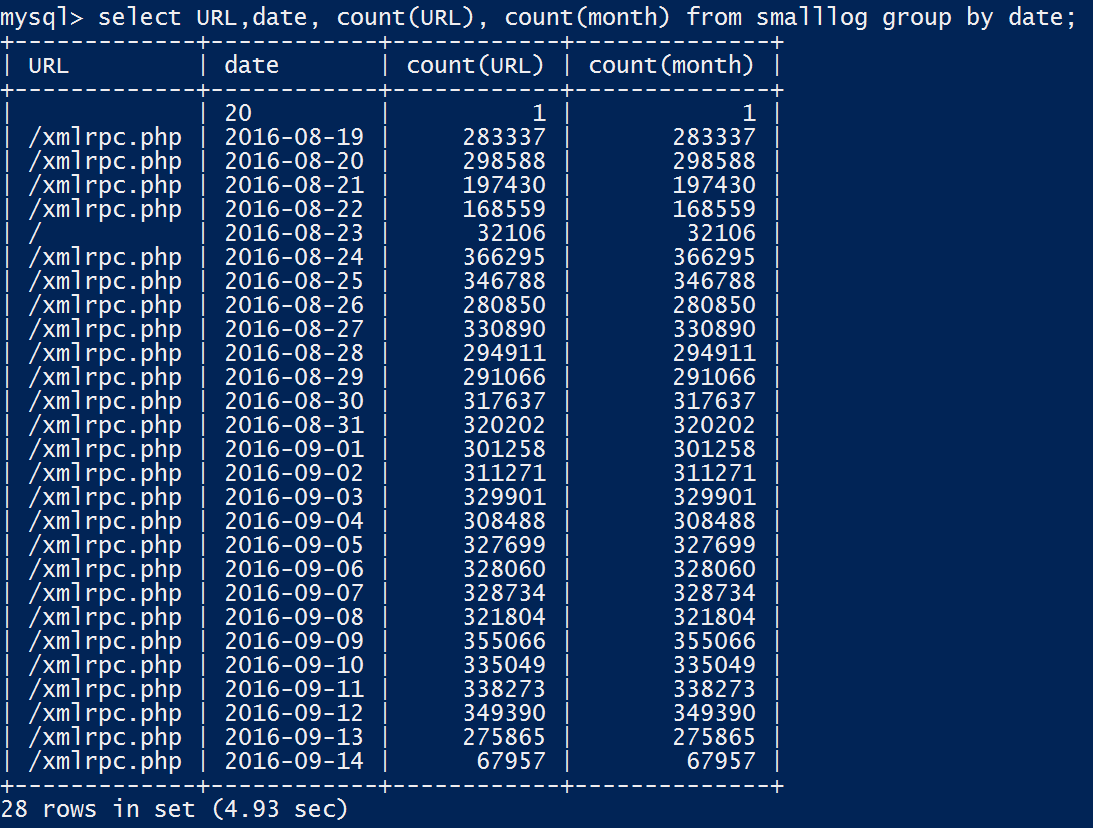 mysql> select URL,date, count(URL), count(month) from smalllog group by date;
+-------------+------------+------------+--------------+
| URL         | date       | count(URL) | count(month) |
+-------------+------------+------------+--------------+
|             | 20         |          1 |            1 |
| /xmlrpc.php | 2016-08-19 |     283337 |       283337 |
| /xmlrpc.php | 2016-08-20 |     298588 |       298588 |
| /xmlrpc.php | 2016-08-21 |     197430 |       197430 |
| /xmlrpc.php | 2016-08-22 |     168559 |       168559 |
| /           | 2016-08-23 |      32106 |        32106 |
| /xmlrpc.php | 2016-08-24 |     366295 |       366295 |
| /xmlrpc.php | 2016-08-25 |     346788 |       346788 |
| /xmlrpc.php | 2016-08-26 |     280850 |       280850 |
| /xmlrpc.php | 2016-08-27 |     330890 |       330890 |
| /xmlrpc.php | 2016-08-28 |     294911 |       294911 |
| /xmlrpc.php | 2016-08-29 |     291066 |       291066 |
| /xmlrpc.php | 2016-08-30 |     317637 |       317637 |
| /xmlrpc.php | 2016-08-31 |     320202 |       320202 |
| /xmlrpc.php | 2016-09-01 |     301258 |       301258 |
| /xmlrpc.php | 2016-09-02 |     311271 |       311271 |
| /xmlrpc.php | 2016-09-03 |     329901 |       329901 |
| /xmlrpc.php | 2016-09-04 |     308488 |       308488 |
| /xmlrpc.php | 2016-09-05 |     327699 |       327699 |
| /xmlrpc.php | 2016-09-06 |     328060 |       328060 |
| /xmlrpc.php | 2016-09-07 |     328734 |       328734 |
| /xmlrpc.php | 2016-09-08 |     321804 |       321804 |
| /xmlrpc.php | 2016-09-09 |     355066 |       355066 |
| /xmlrpc.php | 2016-09-10 |     335049 |       335049 |
| /xmlrpc.php | 2016-09-11 |     338273 |       338273 |
| /xmlrpc.php | 2016-09-12 |     349390 |       349390 |
| /xmlrpc.php | 2016-09-13 |     275865 |       275865 |
| /xmlrpc.php | 2016-09-14 |      67957 |        67957 |
+-------------+------------+------------+--------------+
28 rows in set (4.93 sec)